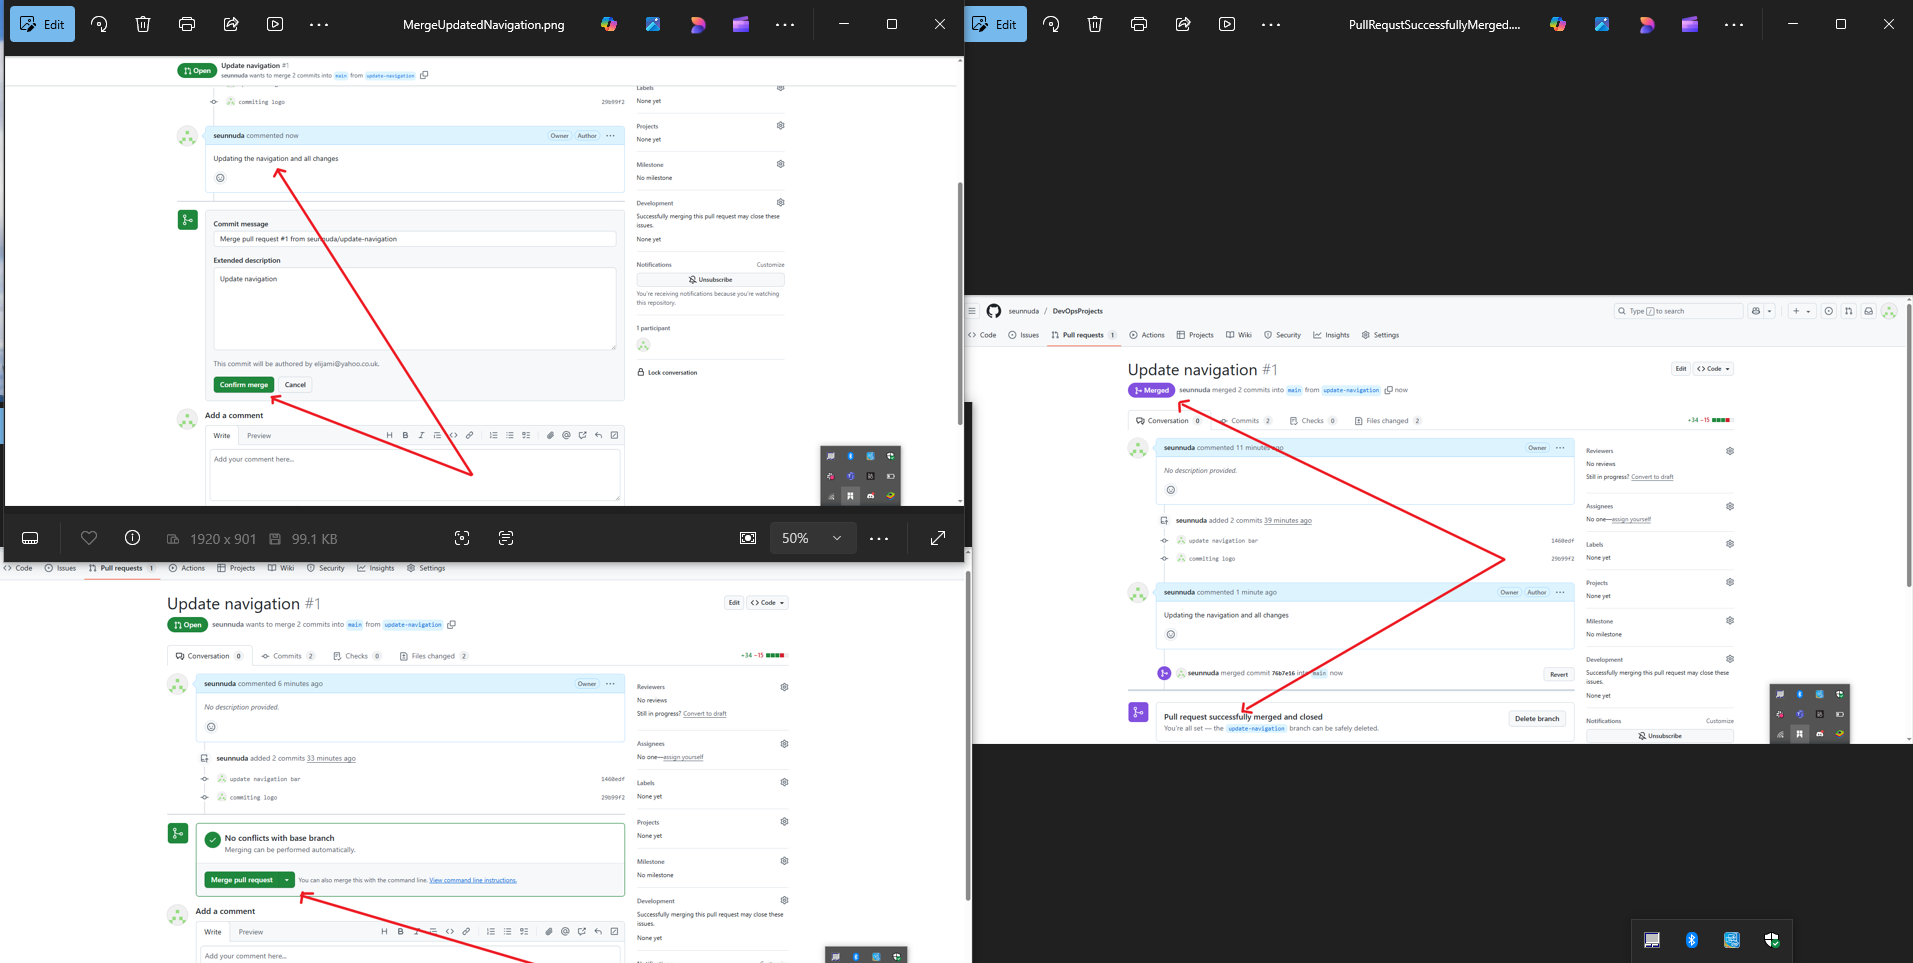 Edit
MergeUpdatedNavigation.png
Open
Update navigation #1
seunnuda wants to merge 2 commits into main from update-navigation
commiting logo
29b99f2
seunnuda commented now
Owner
Author
Updating the navigation and all changes
Commit message
Merge pull request #1 from seunnuda/update-navigation
Extended description
Update navigation
This commit will be authored by elijami@yahoo.co.uk.
Confirm merge
Cancel
Add a comment
Write
Preview
Add your comment here...
Labels
None yet
Projects
None yet
Milestone
No milestone
Development
Successfully merging this pull request may close these
issues.
None yet
Notifications
Customize
Unsubscribe
You're receiving notifications because you're watching
this repository.
1 participant
Lock conversation
1920 x 901
99.1 KB
50%
Code
Issues
Pull requests 1
Actions
Projects
Wiki
Security
Insights
Settings
Update navigation #1
Edit
Code
Open
seunnuda wants to merge 2 commits into main from update-navigation
Conversation 0
Commits 2
Checks 0
Files changed 2
+34 -15
seunnuda commented 6 minutes ago
Owner
No description provided.
seunnuda added 2 commits 33 minutes ago
update navigation bar
1460edf
commiting logo
29b99f2
No conflicts with base branch
Merging can be performed automatically.
Merge pull request
You can also merge this with the command line. View command line instructions.
Add a comment
Write
Preview
Add your comment here...
Reviewers
No reviews
Still in progress? Convert to draft
Assignees
No one—assign yourself
Labels
None yet
Projects
None yet
Milestone
No milestone
Development
Successfully merging this pull request may close these
issues.
None yet
Edit
PullRequstSuccessfullyMerged....
seunnuda / DevOpsProjects
Type / to search
Code
Issues
Pull requests 1
Actions
Projects
Wiki
Security
Insights
Settings
Update navigation #1
Edit
Code
Merged
seunnuda merged 2 commits into main from update-navigation now
Conversation 0
Commits 2
Checks 0
Files changed 2
+34 -15
seunnuda commented 11 minutes ago
Owner
No description provided.
seunnuda added 2 commits 39 minutes ago
update navigation bar
1460edf
commiting logo
29b99f2
seunnuda commented 1 minute ago
Owner
Author
Updating the navigation and all changes
seunnuda merged commit 76b7e16 into main now
Revert
Pull request successfully merged and closed
You're all set — the update-navigation branch can be safely deleted.
Delete branch
Reviewers
No reviews
Still in progress? Convert to draft
Assignees
No one—assign yourself
Labels
None yet
Projects
None yet
Milestone
No milestone
Development
Successfully merging this pull request may close these
issues.
None yet
Notifications
Customize
Unsubscribe